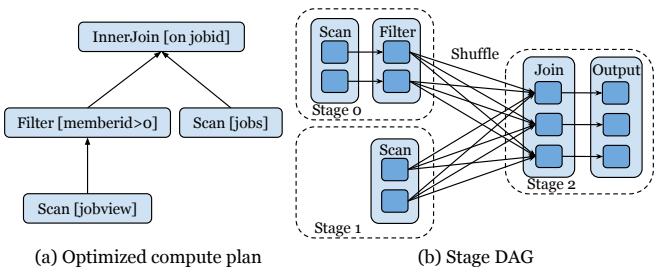 InnerJoin [on jobid]
Filter [memberid>0]
Scan [jobs]
Scan [jobview]
(a) Optimized compute plan
Scan
Filter
Stage 0
Shuffle
Scan
Stage 1
Join
Output
Stage 2
(b) Stage DAG